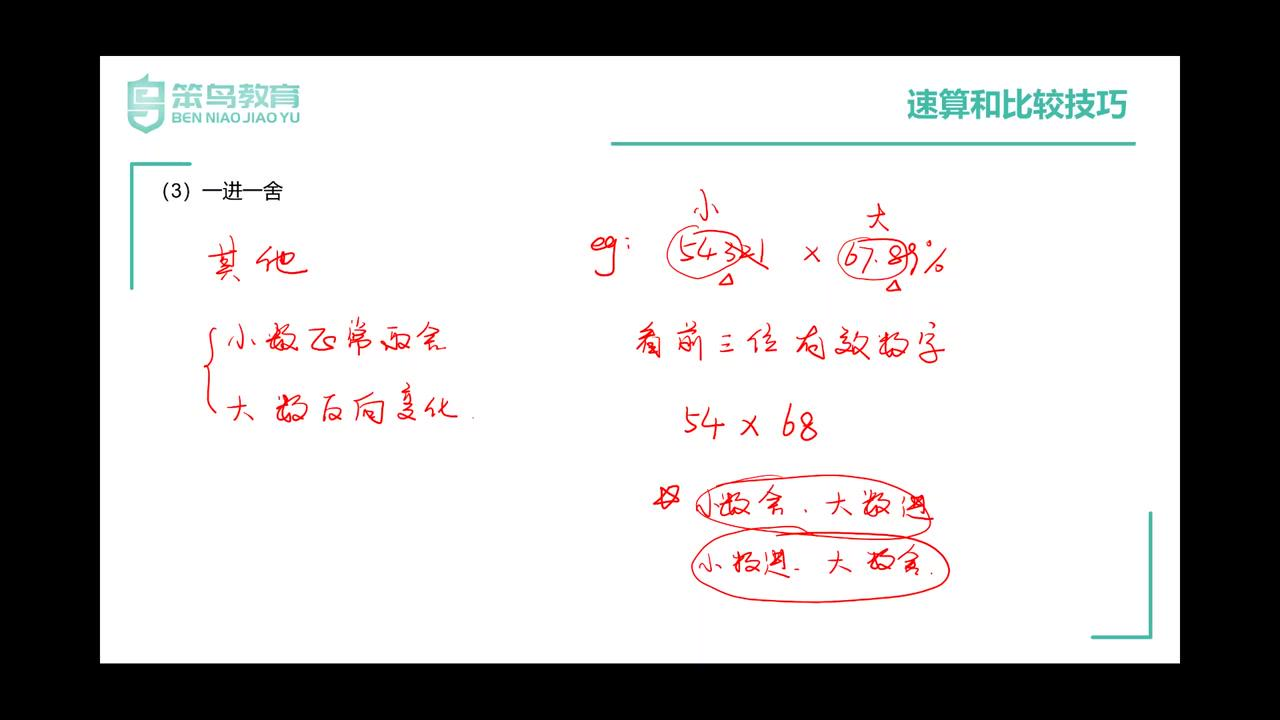 笨鸟教育
BEN NIAO JIAO YU
速算和比较技巧
（3）一进一舍
其他
小数正常取舍
大数反向变化.
小 大
eg: 54321 × 67.89%
看前三位有效数字
54 × 68
小数舍、大数进
小数进、大数舍.